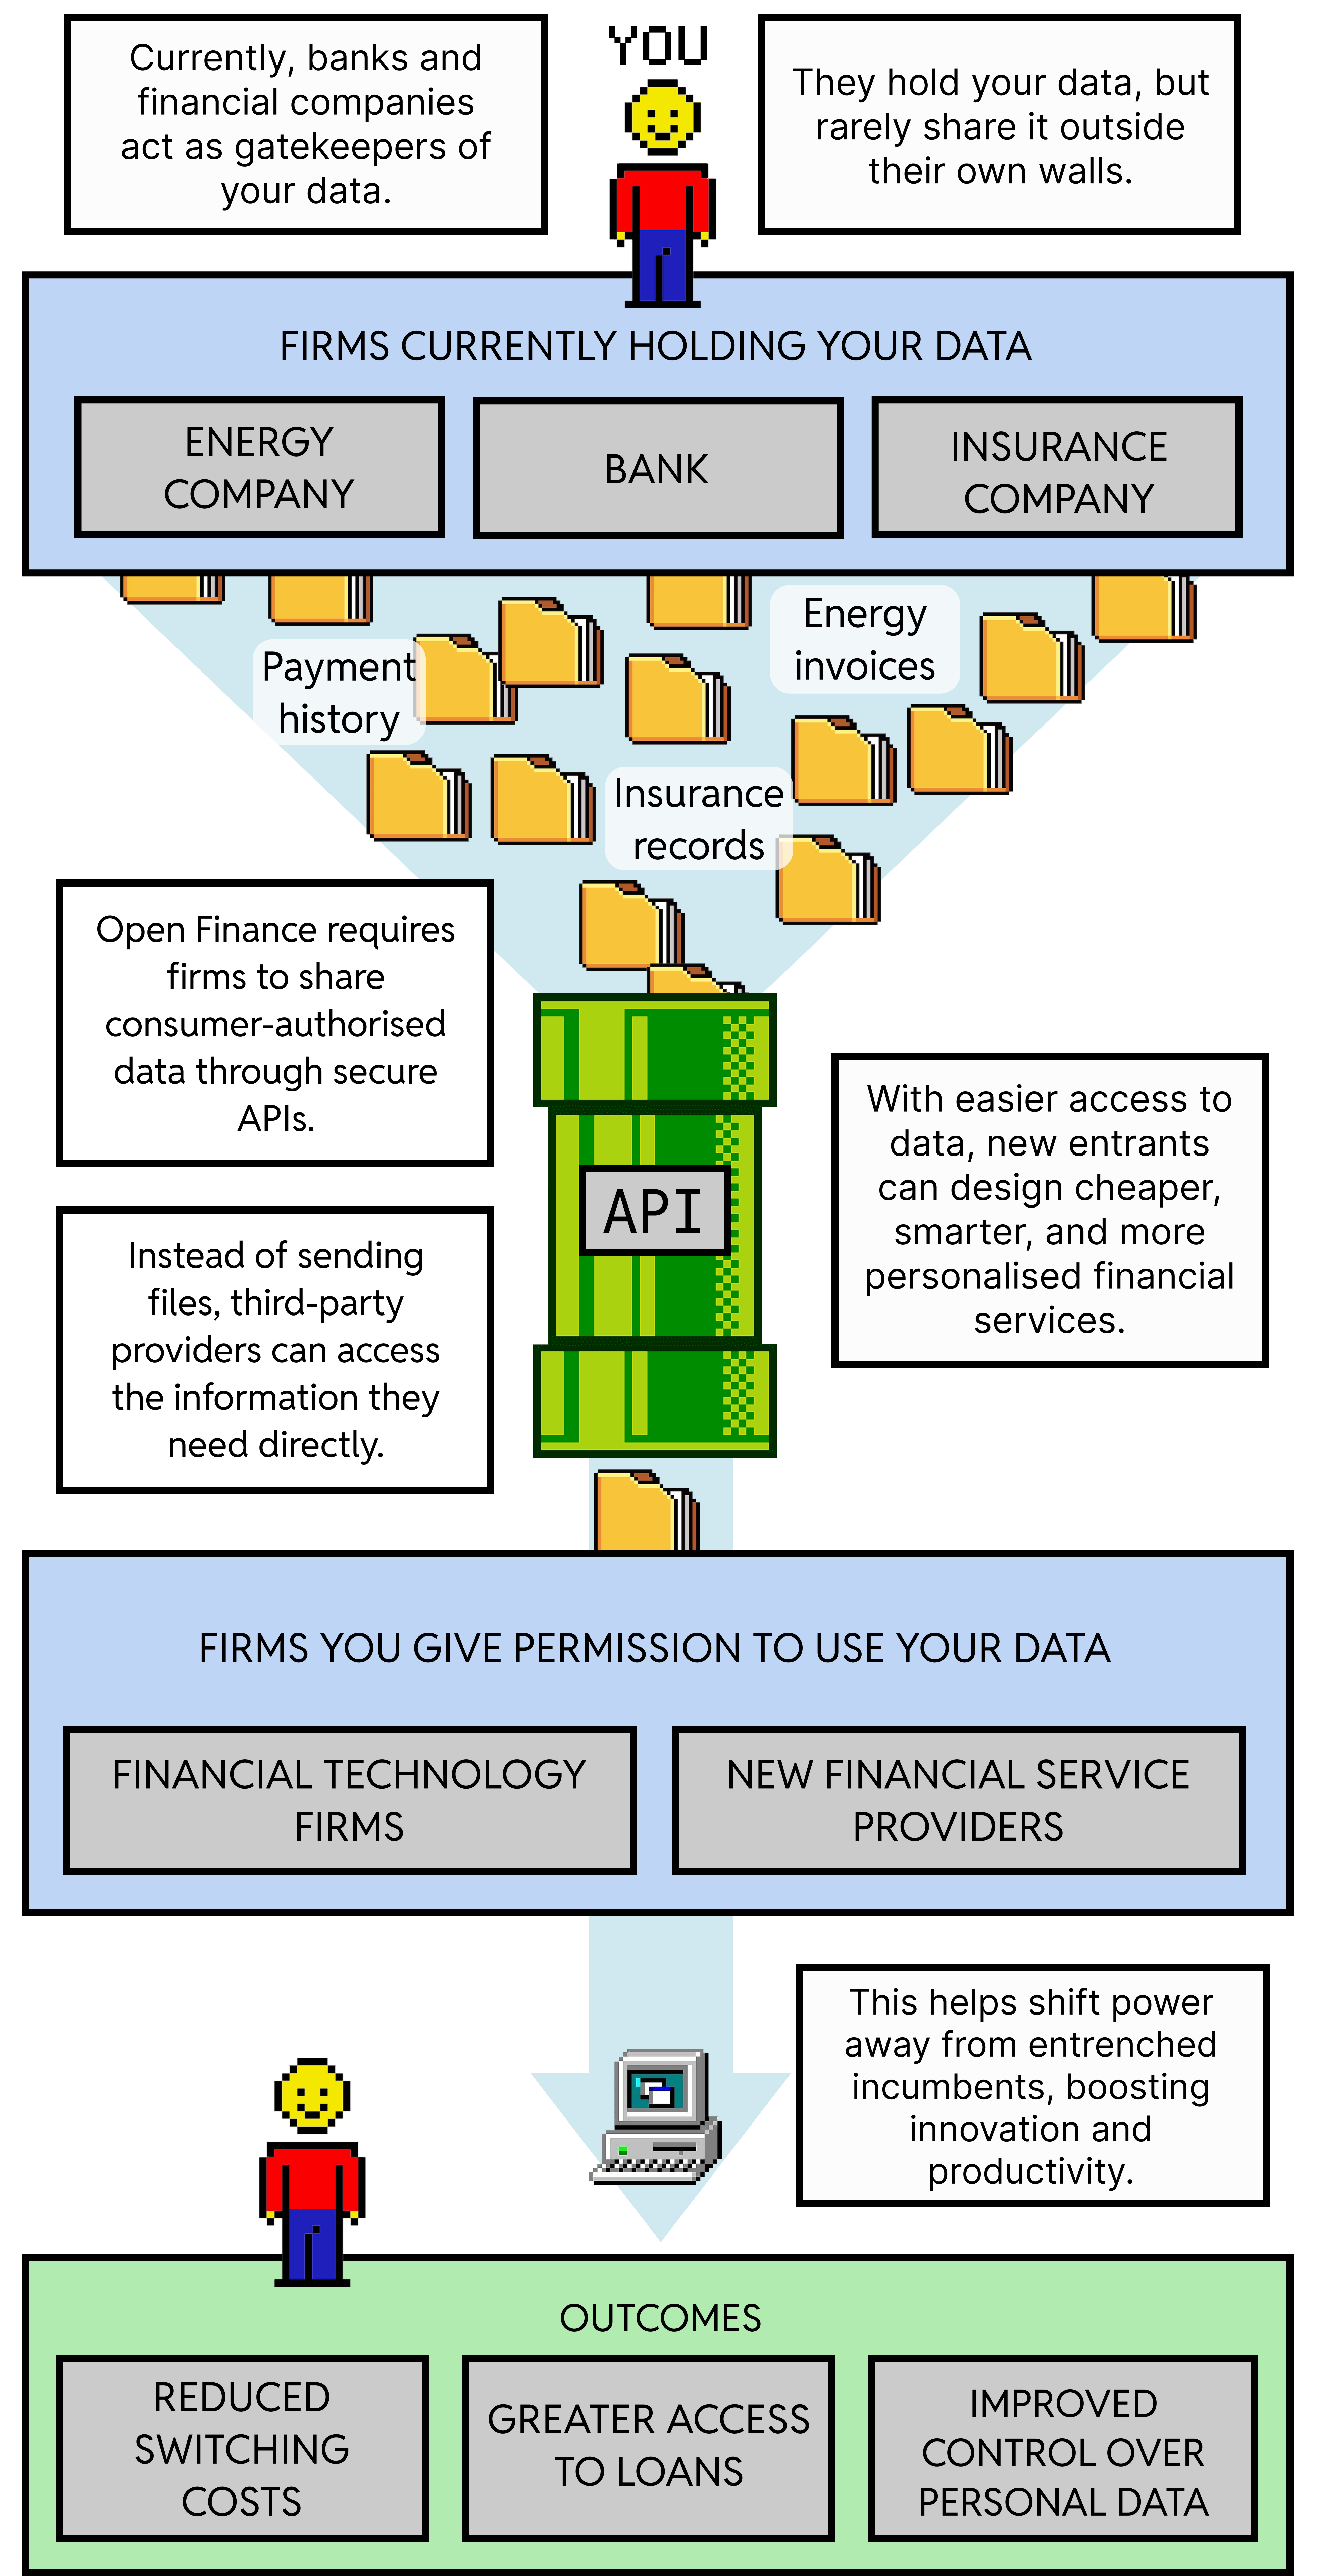 Currently, banks and
financial companies
act as gatekeepers of
your data.
YOU
They hold your data, but
rarely share it outside
their own walls.
FIRMS CURRENTLY HOLDING YOUR DATA
ENERGY
COMPANY
BANK
INSURANCE
COMPANY
Payment
history
Energy
invoices
Insurance
records
Open Finance requires
firms to share
consumer-authorised
data through secure
APIs.
Instead of sending
files, third-party
providers can access
the information they
need directly.
API
With easier access to
data, new entrants
can design cheaper,
smarter, and more
personalised financial
services.
FIRMS YOU GIVE PERMISSION TO USE YOUR DATA
FINANCIAL TECHNOLOGY
FIRMS
NEW FINANCIAL SERVICE
PROVIDERS
This helps shift power
away from entrenched
incumbents, boosting
innovation and
productivity.
OUTCOMES
REDUCED
SWITCHING
COSTS
GREATER ACCESS
TO LOANS
IMPROVED
CONTROL OVER
PERSONAL DATA